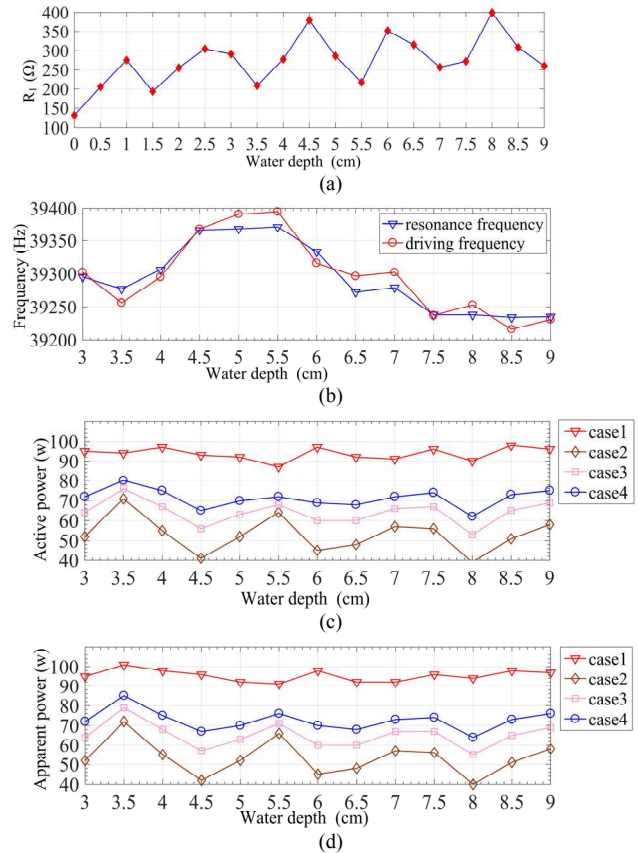 400
350
300
250
200
150
100
R₁ (Ω)
0 0.5 1 1.5 2 2.5 3 3.5 4 4.5 5 5.5 6 6.5 7 7.5 8 8.5 9
Water depth (cm)
(a)
39400
39350
39300
39250
39200
Frequency (Hz)
resonance frequency
driving frequency
3 3.5 4 4.5 5 5.5 6 6.5 7 7.5 8 8.5 9
Water depth (cm)
(b)
100
90
80
70
60
50
40
Active power (w)
case1
case2
case3
case4
3 3.5 4 4.5 5 5.5 6 6.5 7 7.5 8 8.5 9
Water depth (cm)
(c)
100
90
80
70
60
50
40
Apparent power (w)
case1
case2
case3
case4
3 3.5 4 4.5 5 5.5 6 6.5 7 7.5 8 8.5 9
Water depth (cm)
(d)